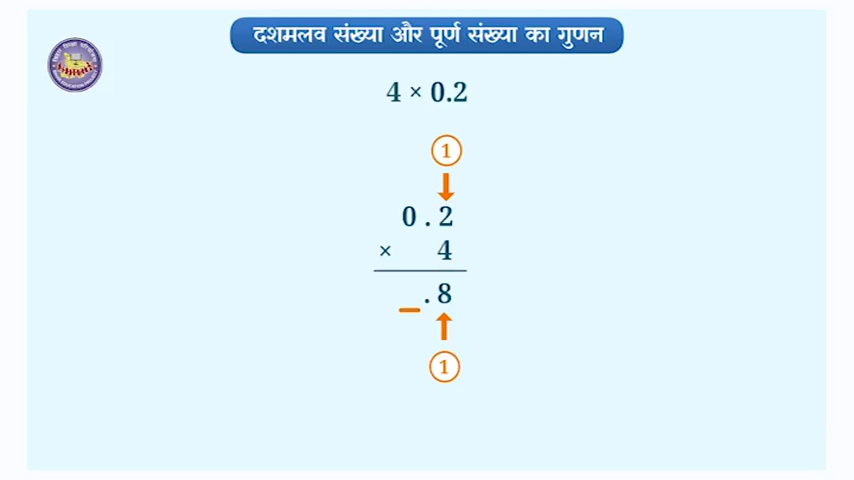 दशमलव संख्या और पूर्ण संख्या का गुणन
4 × 0.2
1
0 . 2
× 4
_ . 8
1